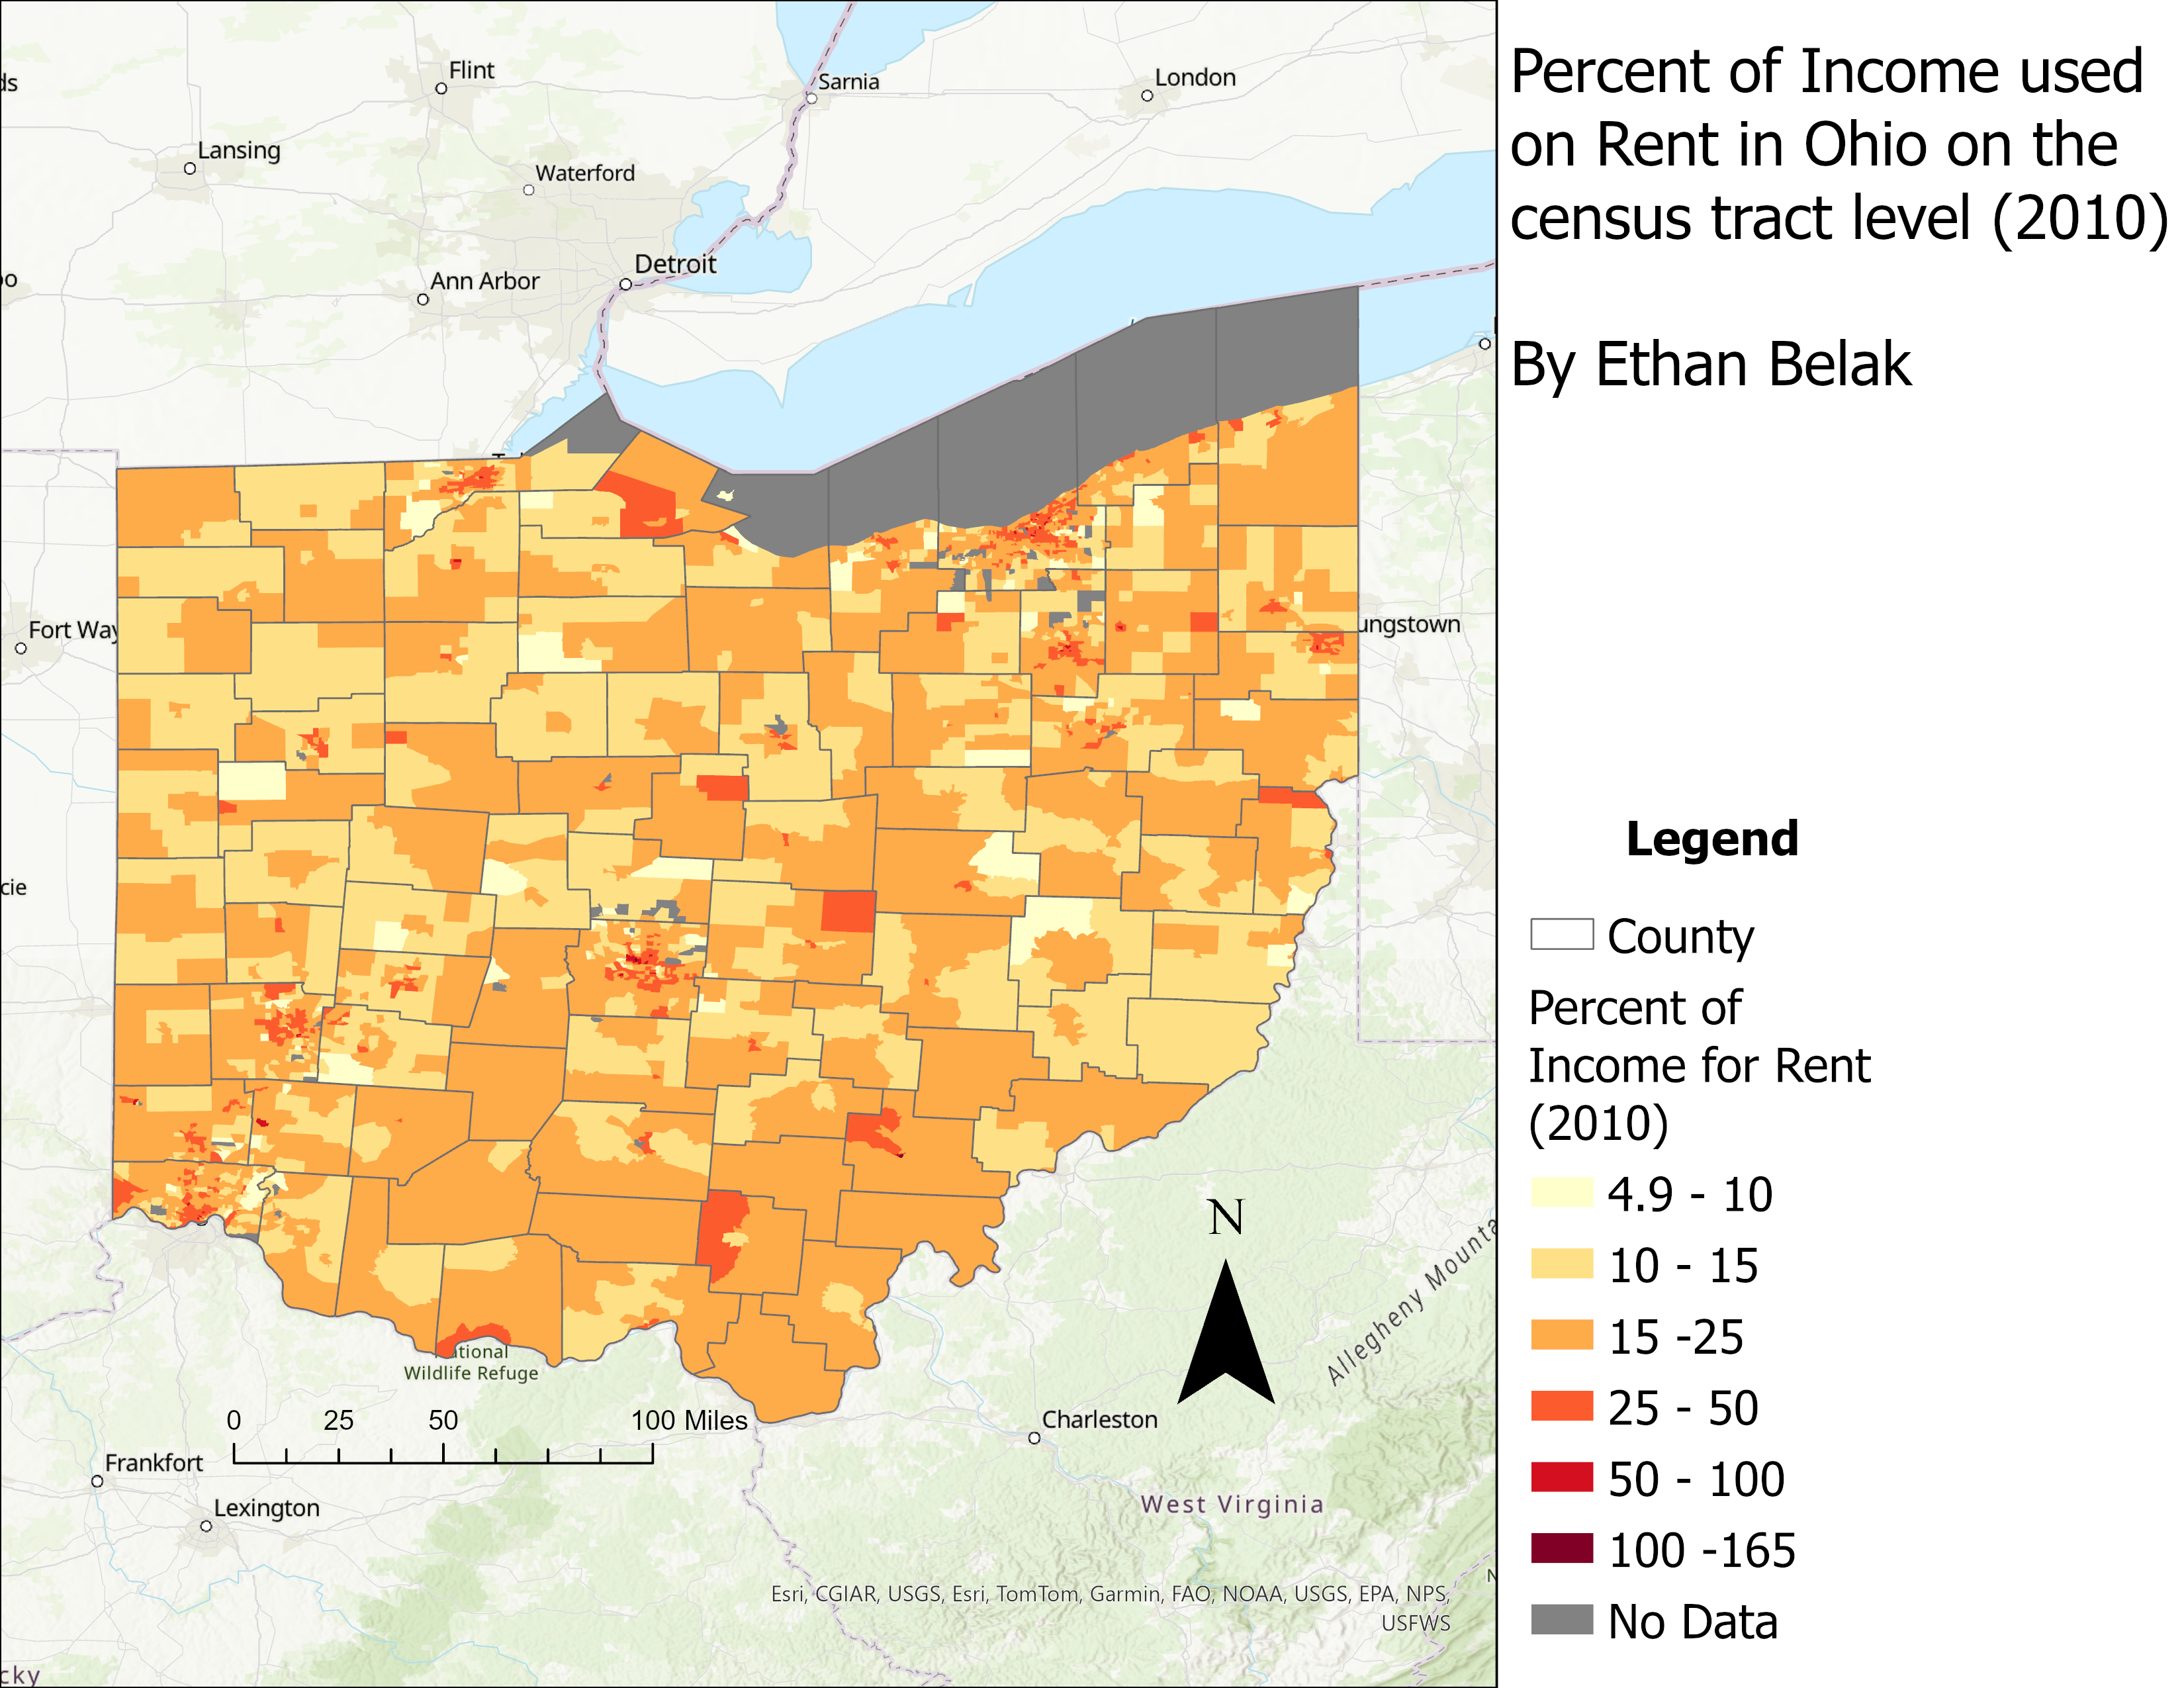 Percent of Income used
on Rent in Ohio on the
census tract level (2010)
By Ethan Belak
Flint
Sarnia
London
ds
Lansing
Waterford
Detroit
Ann Arbor
Fort Way
ungstown
cie
Legend
County
Percent of
Income for Rent
(2010)
4.9 - 10
10 - 15
15 -25
25 - 50
50 - 100
100 -165
No Data
N
Allegheny Mounta
ational
Wildlife Refuge
0 25 50 100 Miles
Charleston
Frankfort
Lexington
West Virginia
Esri, CGIAR, USGS, Esri, TomTom, Garmin, FAO, NOAA, USGS, EPA, NPS,
USFWS
N
cky